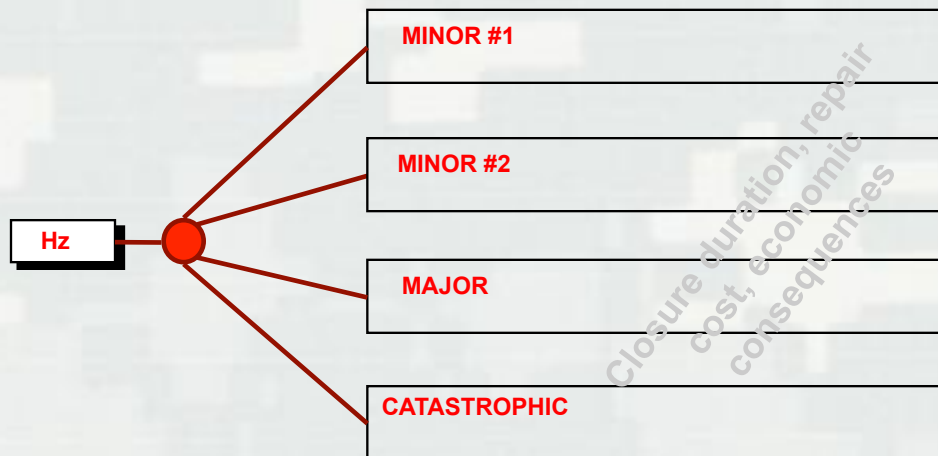 MINOR #1
MINOR #2
Hz
MAJOR
CATASTROPHIC
Closure duration, repair
cost, economic
consequences